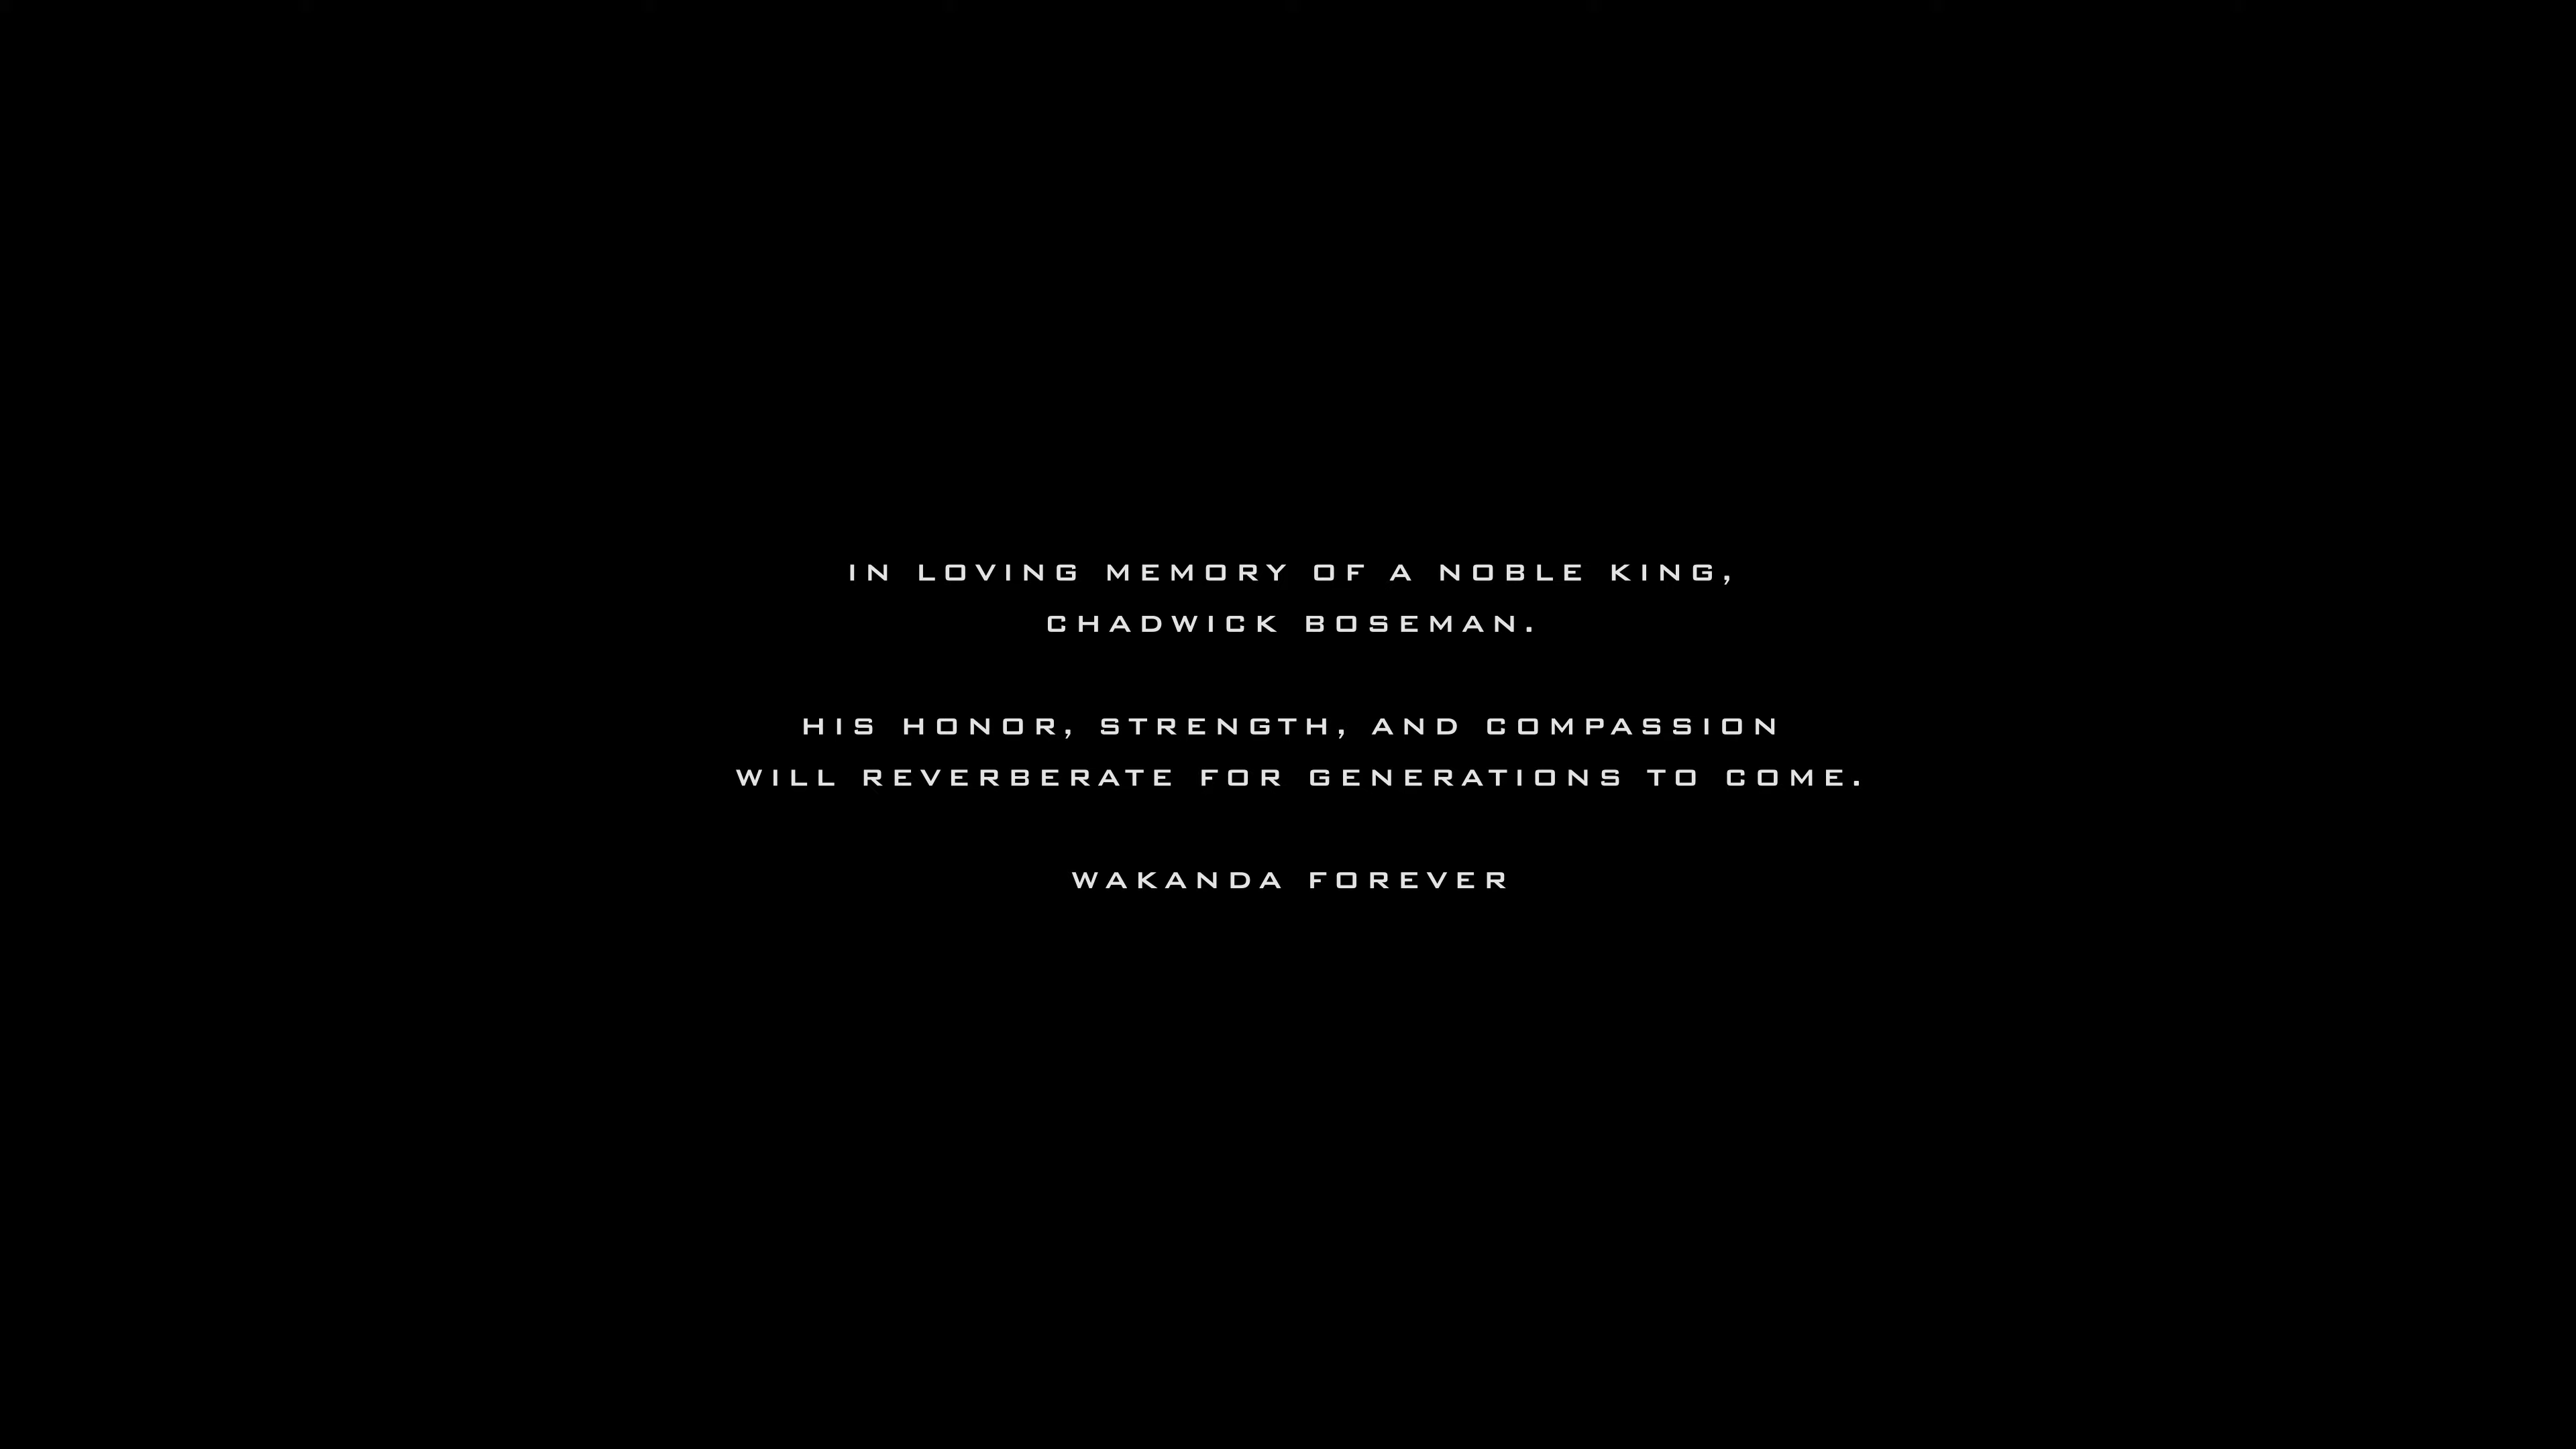 IN LOVING MEMORY OF A NOBLE KING,
CHADWICK BOSEMAN.
HIS HONOR, STRENGTH, AND COMPASSION
WILL REVERBERATE FOR GENERATIONS TO COME.
WAKANDA FOREVER